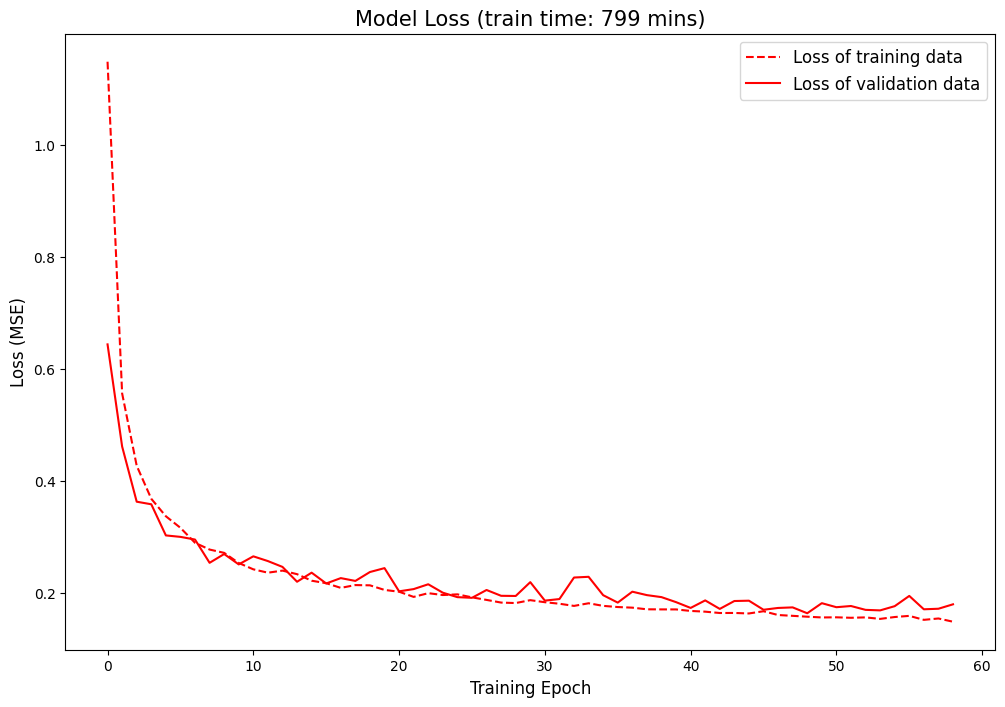 Model Loss (train time: 799 mins)
Loss of training data
Loss of validation data
Loss (MSE)
1.0
0.8
0.6
0.4
0.2
0 10 20 30 40 50 60
Training Epoch